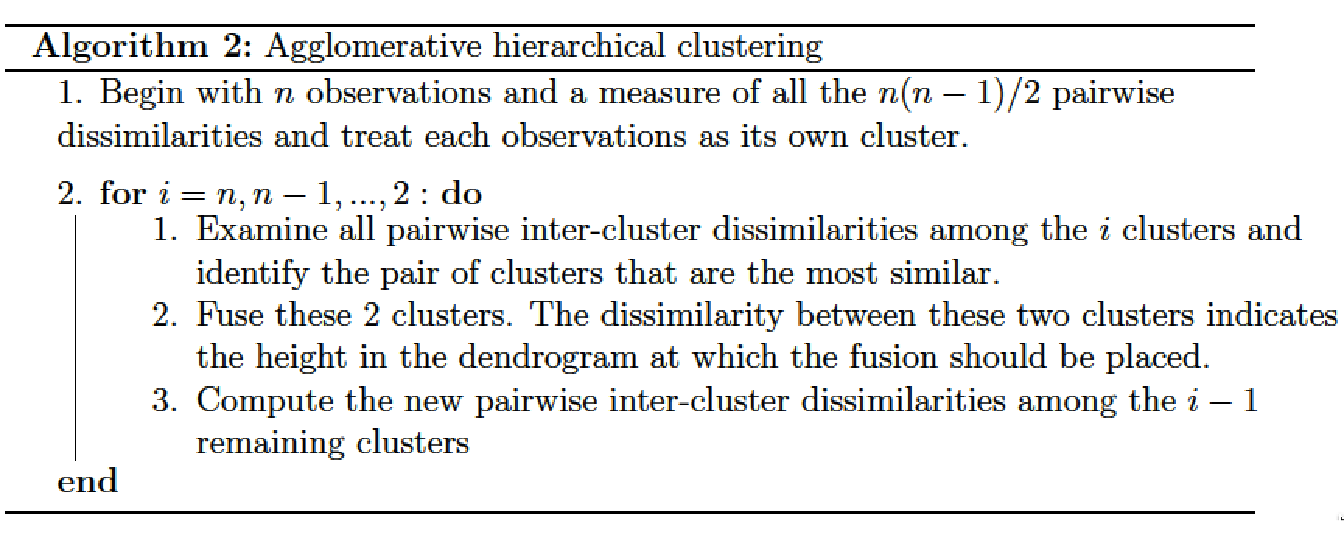 Algorithm 2: Agglomerative hierarchical clustering
1. Begin with n observations and a measure of all the n(n − 1)/2 pairwise
dissimilarities and treat each observations as its own cluster.
2. for i = n, n − 1, ..., 2 : do
1. Examine all pairwise inter-cluster dissimilarities among the i clusters and
identify the pair of clusters that are the most similar.
2. Fuse these 2 clusters. The dissimilarity between these two clusters indicates
the height in the dendrogram at which the fusion should be placed.
3. Compute the new pairwise inter-cluster dissimilarities among the i − 1
remaining clusters
end